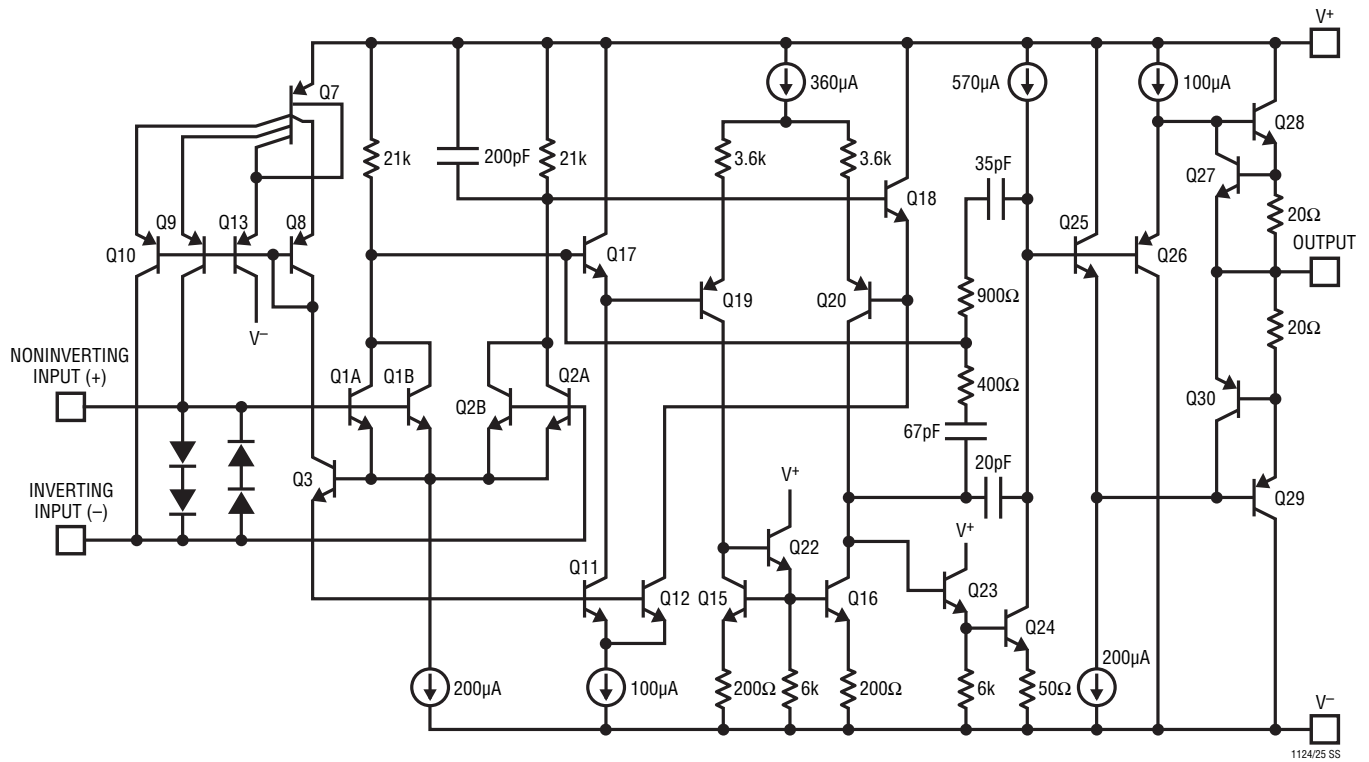 V+
Q7
360µA
570µA
100µA
Q28
21k
200pF
21k
3.6k
3.6k
35pF
Q27
Q9
Q13
Q8
Q18
20Ω
Q10
Q17
Q25
Q26
OUTPUT
Q19
Q20
900Ω
V–
20Ω
NONINVERTING
INPUT (+)
Q1A
Q1B
Q2B
Q2A
400Ω
Q30
67pF
Q3
V+
20pF
INVERTING
INPUT (–)
Q29
Q22
V+
Q11
Q12
Q15
Q16
Q23
Q24
200µA
200µA
100µA
200Ω
6k
200Ω
6k
50Ω
V–
1124/25 SS